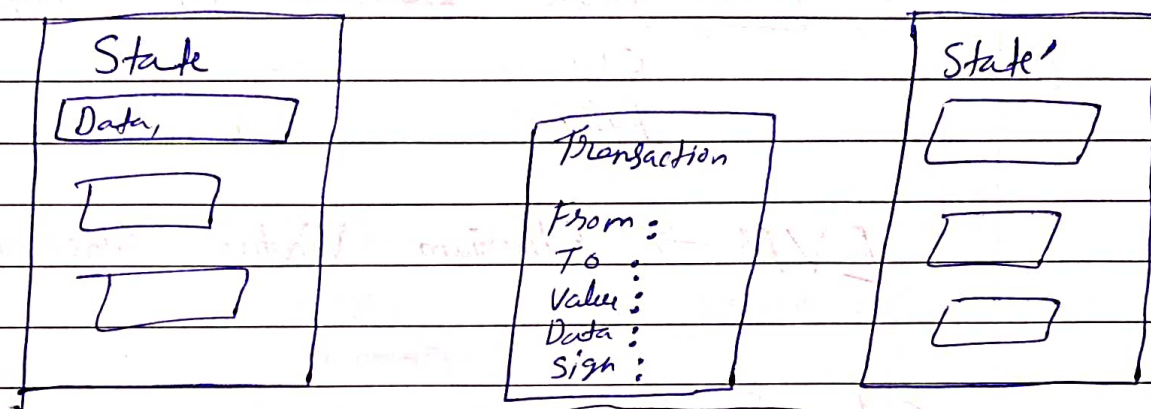 State
Data,
Transaction
From :
To :
Value :
Data :
Sign :
State'